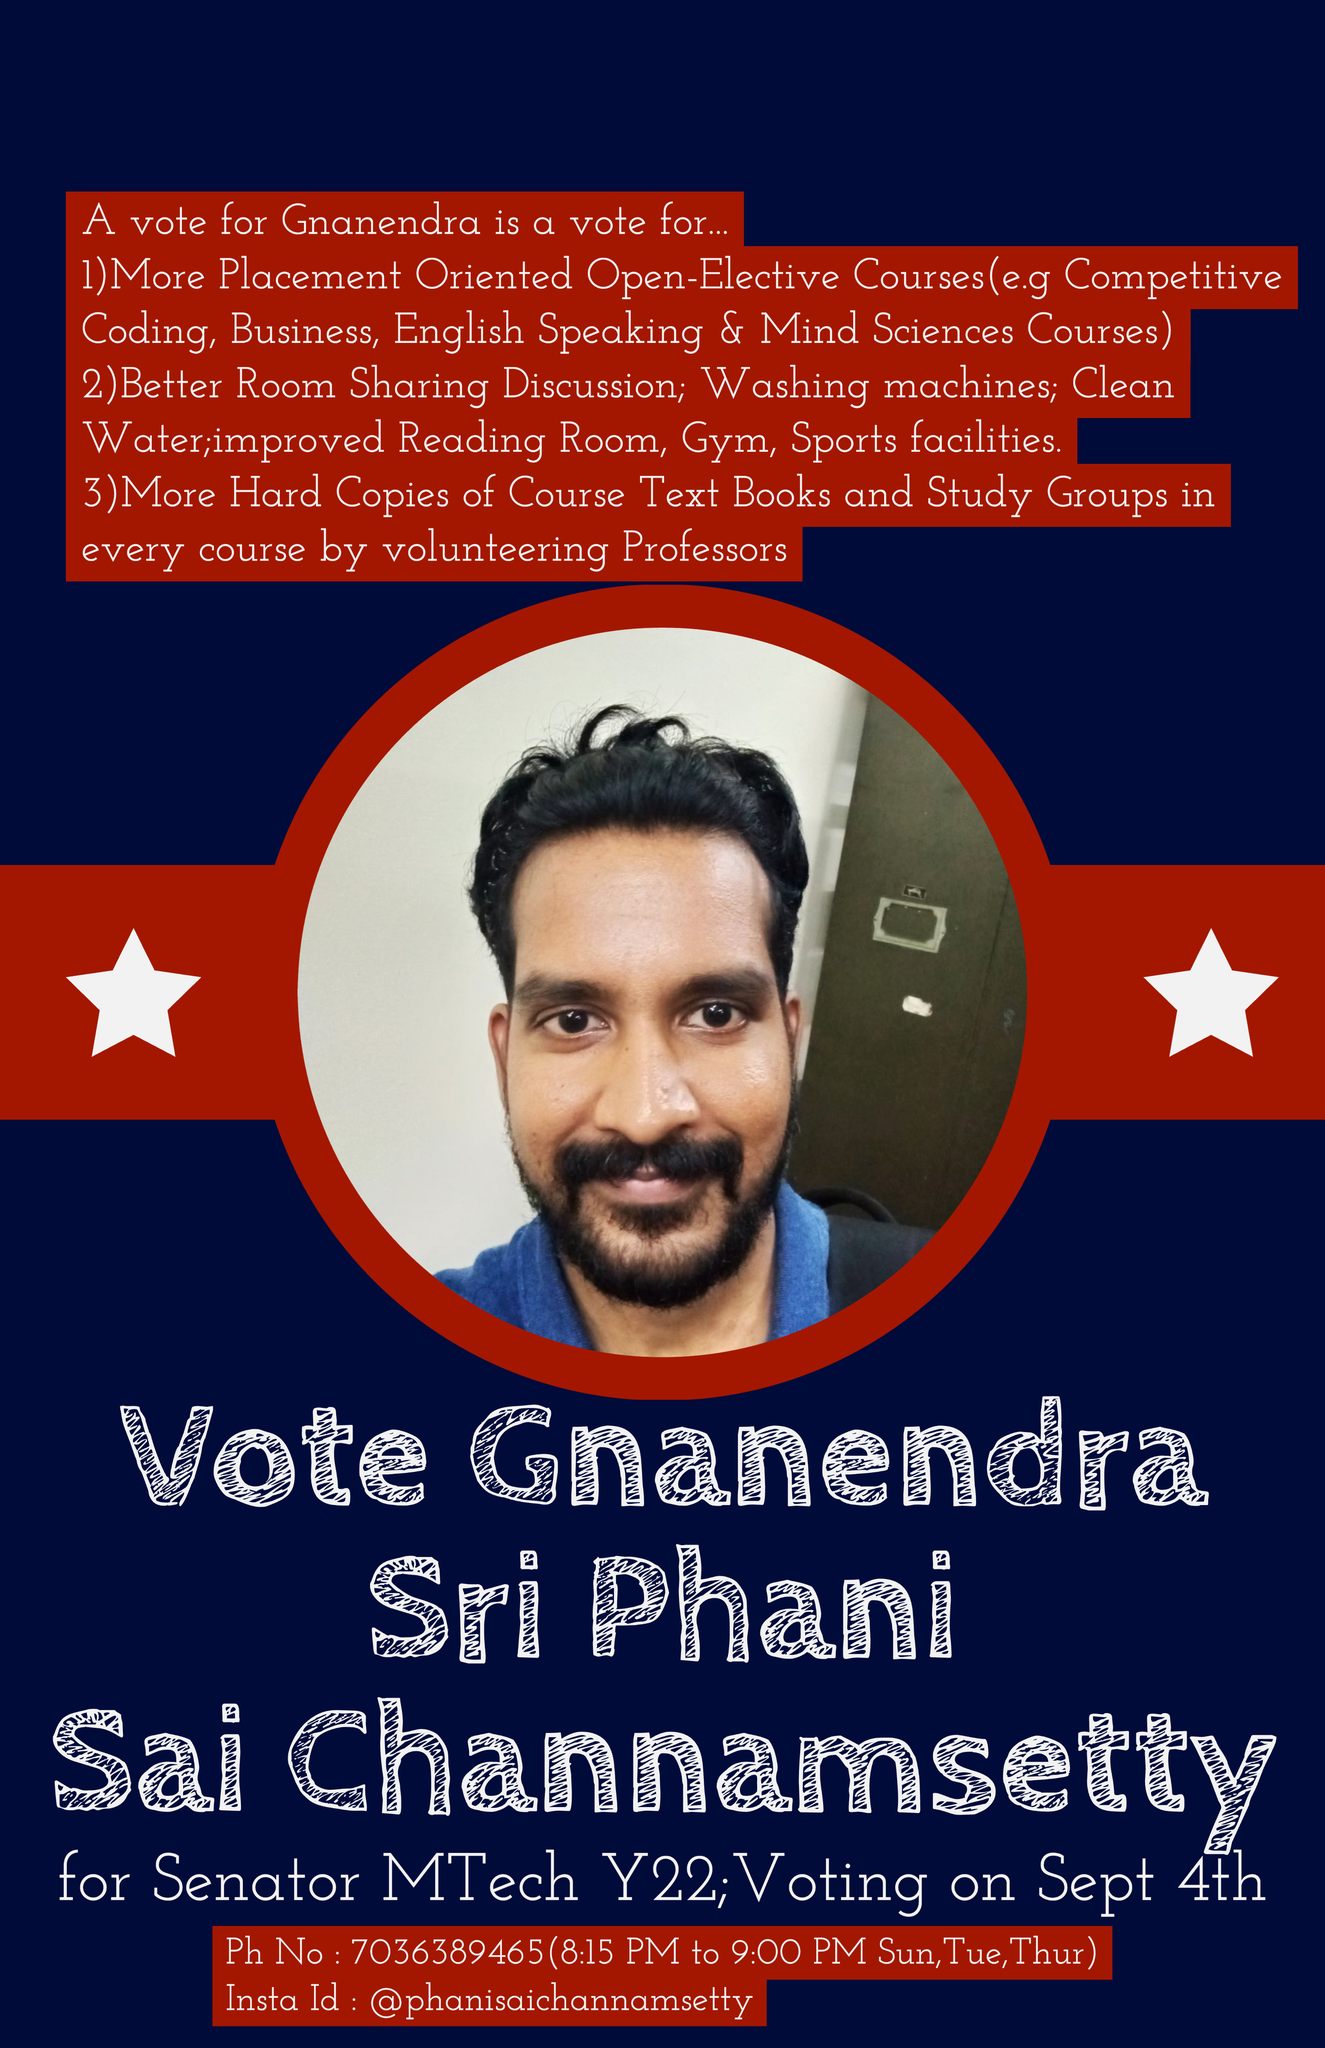 A vote for Gnanendra is a vote for...
1)More Placement Oriented Open-Elective Courses(e.g Competitive
Coding, Business, English Speaking & Mind Sciences Courses)
2)Better Room Sharing Discussion; Washing machines; Clean
Water;improved Reading Room, Gym, Sports facilities.
3)More Hard Copies of Course Text Books and Study Groups in
every course by volunteering Professors
Vote Gnanendra
Sri Phani
Sai Channamsetty
for Senator MTech Y22;Voting on Sept 4th
Ph No : 7036389465(8:15 PM to 9:00 PM Sun,Tue,Thur)
Insta Id : @phanisaichannamsetty